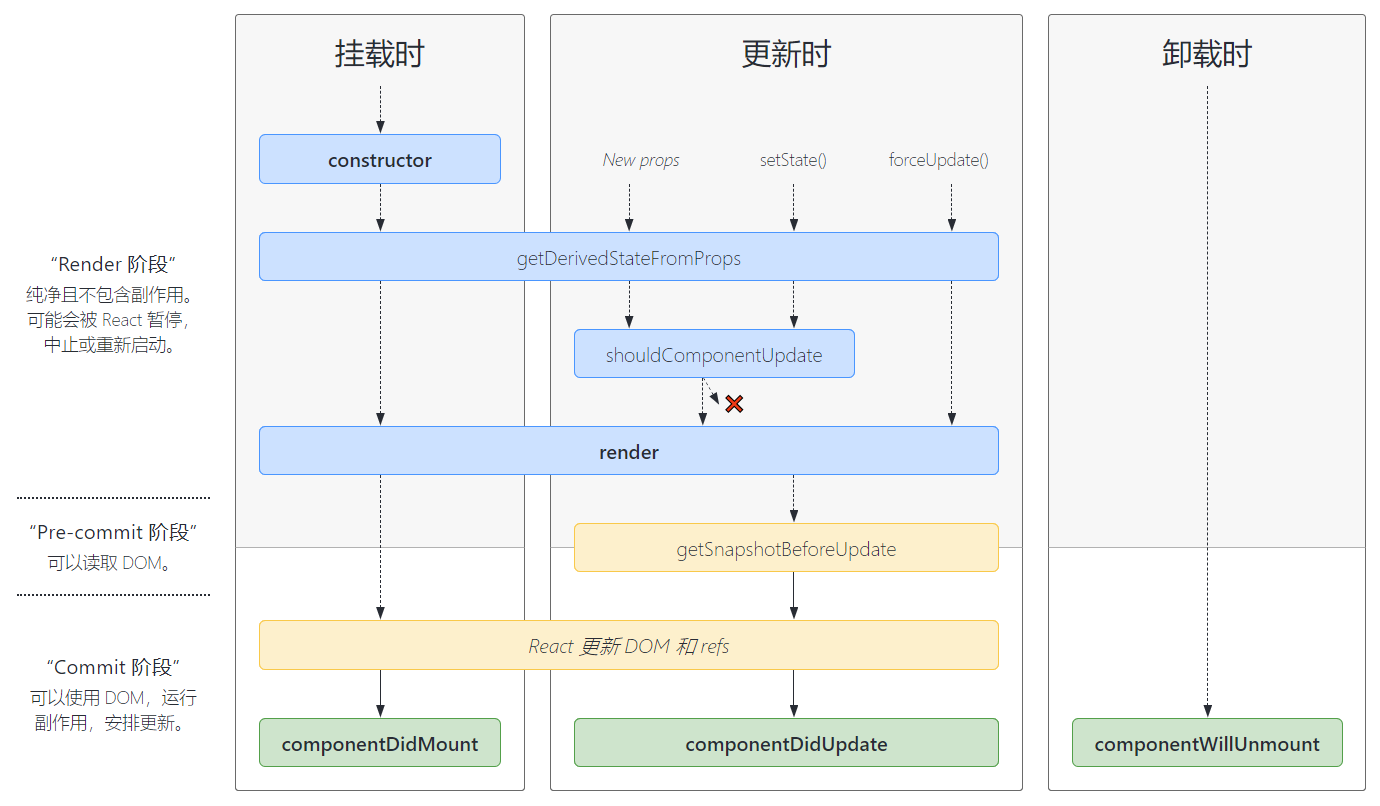 挂载时
更新时
卸载时
constructor
New props
setState()
forceUpdate()
getDerivedStateFromProps
“Render 阶段”
纯净且不包含副作用。
可能会被 React 暂停，
中止或重新启动。
shouldComponentUpdate
render
“Pre-commit 阶段”
可以读取 DOM。
getSnapshotBeforeUpdate
React 更新 DOM 和 refs
“Commit 阶段”
可以使用 DOM，运行
副作用，安排更新。
componentDidMount
componentDidUpdate
componentWillUnmount